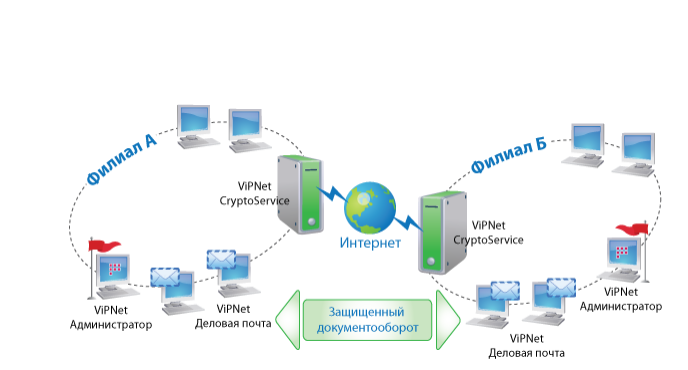 Филиал А
ViPNet
CryptoService
Интернет
Филиал Б
ViPNet
CryptoService
ViPNet
Администратор
ViPNet
Деловая почта
Защищенный
документооборот
ViPNet
Администратор
ViPNet
Деловая почта